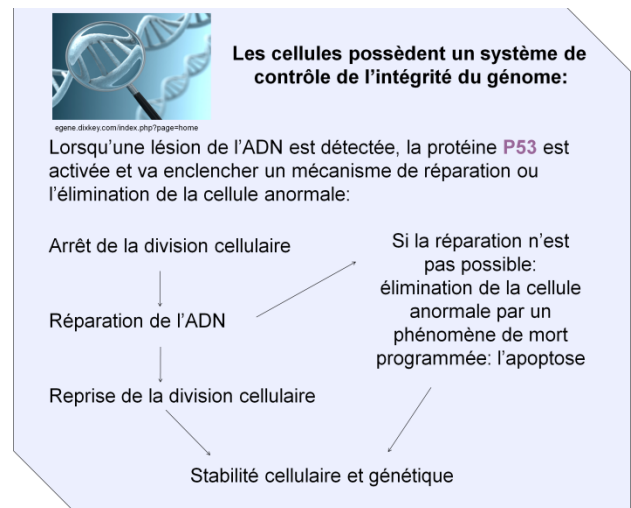 Les cellules possèdent un système de
contrôle de l'intégrité du génome:
egene.dixkey.com/index.php?page=home
Lorsqu'une lésion de l'ADN est détectée, la protéine P53 est
activée et va enclencher un mécanisme de réparation ou
l'élimination de la cellule anormale:
Arrêt de la division cellulaire
Réparation de l'ADN
Reprise de la division cellulaire
Si la réparation n'est
pas possible:
élimination de la cellule
anormale par un
phénomène de mort
programmée: l'apoptose
Stabilité cellulaire et génétique